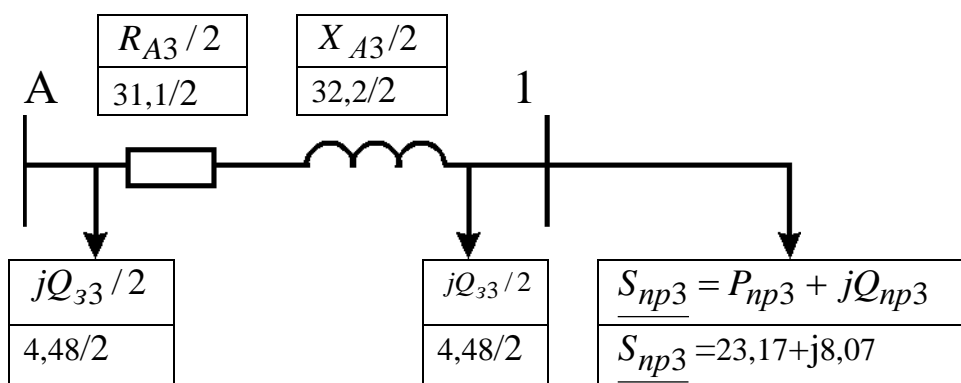 R_A3 / 2
31,1/2
X_A3/2
32,2/2
A
1
jQ_з3 / 2
4,48/2
jQ_з3 / 2
4,48/2
S_пр3 = P_пр3 + jQ_пр3
S_пр3 =23,17+j8,07